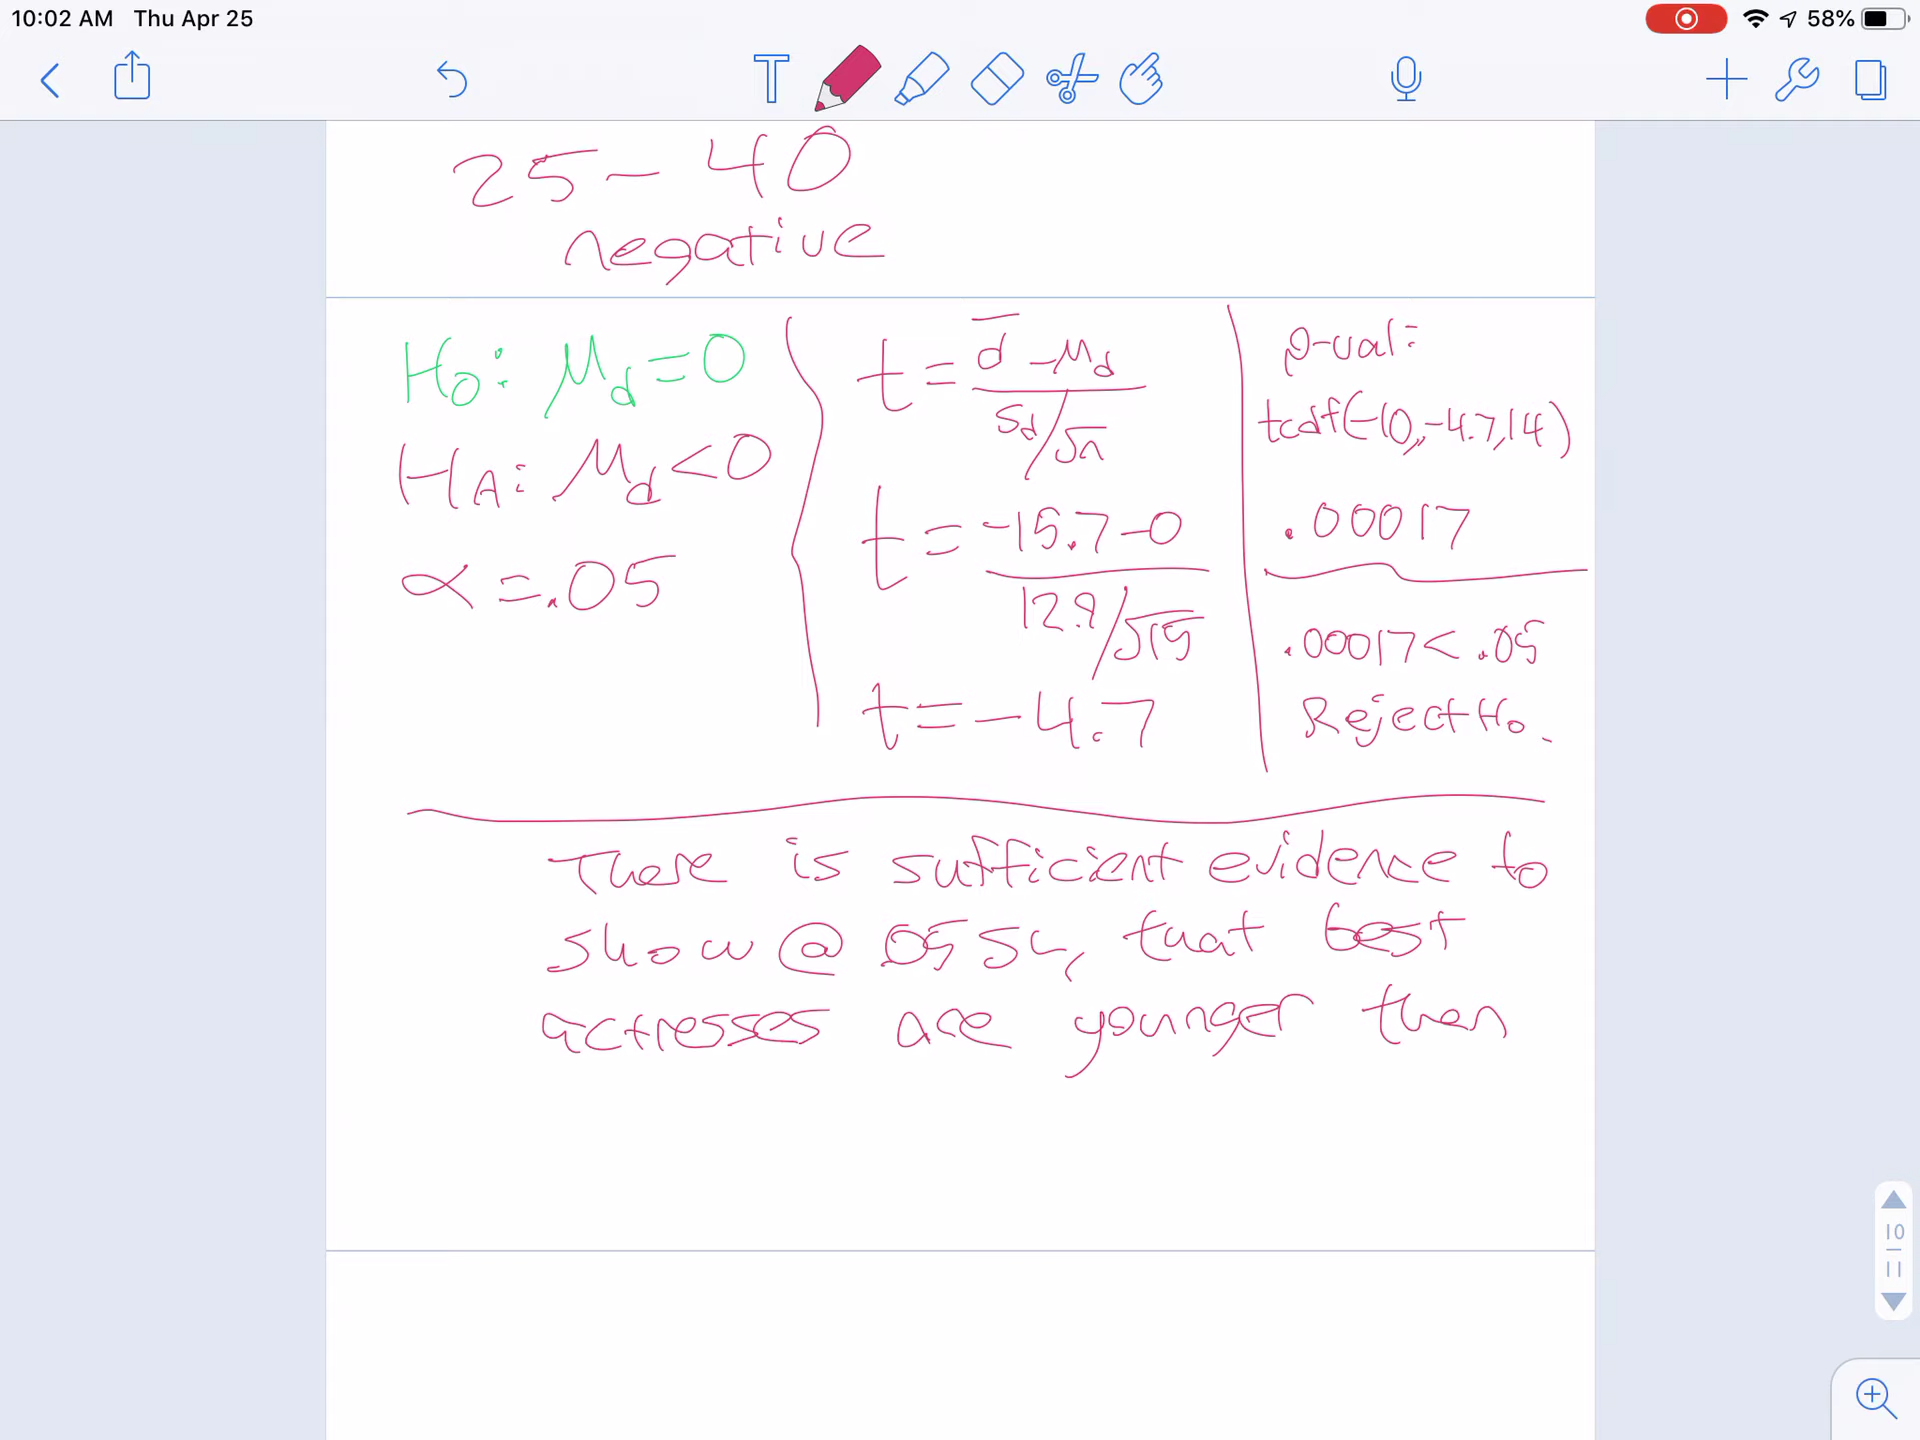 10:02 AM Thu Apr 25
58%
T
25 - 40
negative
H0: μd = 0
HA: μd < 0
α = .05
t = d̄ - μd / sd/√n
t = -15.7 - 0 / 12.9/√15
t = -4.7
p-val:
tcdf(-10, -4.7, 14)
.00017
.00017 < .05
Reject H0.
There is sufficient evidence to
show @ .05 SL, that best
actresses are younger then
10
11